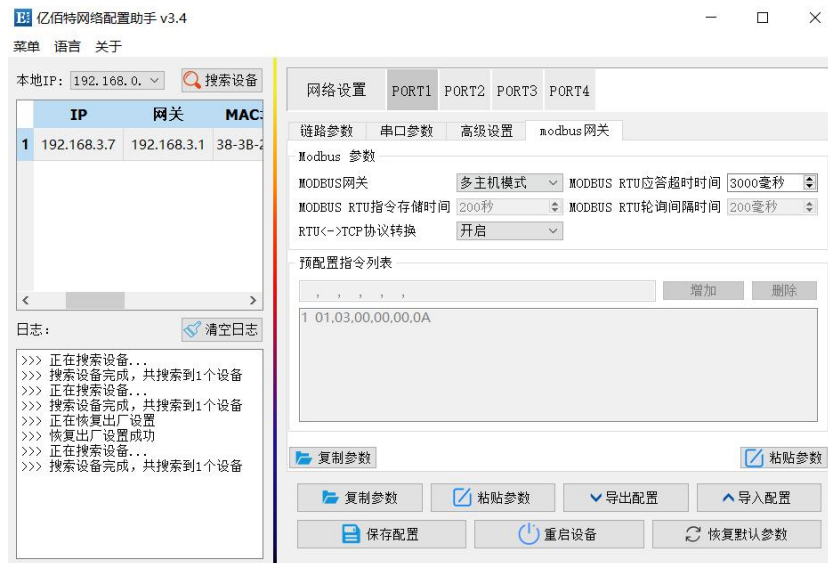 亿佰特网络配置助手 v3.4
菜单 语言 关于
本地IP: 192.168.0. 搜索设备
IP 网关 MAC
1 192.168.3.7 192.168.3.1 38-3B-2
日志: 清空日志
>>> 正在搜索设备...
>>> 搜索设备完成，共搜索到1个设备
>>> 正在搜索设备...
>>> 搜索设备完成，共搜索到1个设备
>>> 正在恢复出厂设置
>>> 恢复出厂设置成功
>>> 正在搜索设备...
>>> 搜索设备完成，共搜索到1个设备
网络设置 PORT1 PORT2 PORT3 PORT4
链路参数 串口参数 高级设置 modbus网关
Modbus 参数
MODBUS网关 多主机模式 MODBUS RTU应答超时时间 3000毫秒
MODBUS RTU指令存储时间 200秒 MODBUS RTU轮询间隔时间 200毫秒
RTU<->TCP协议转换 开启
预配置指令列表
, , , , , 增加 删除
1 01,03,00,00,00,0A
复制参数 粘贴参数
复制参数 粘贴参数 导出配置 导入配置
保存配置 重启设备 恢复默认参数